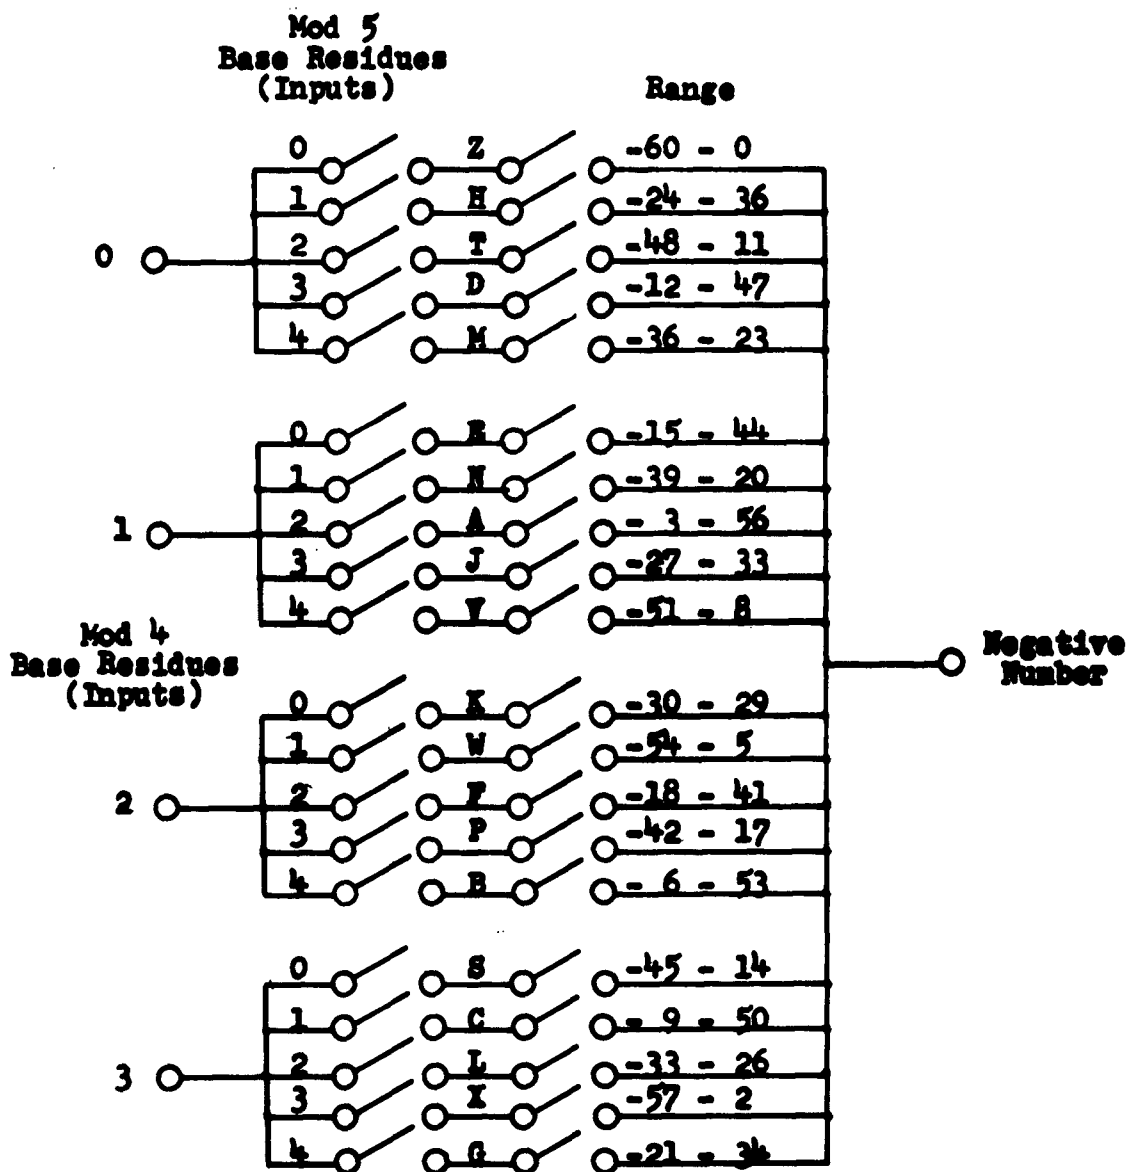 Mod 5
Base Residues
(Inputs)
Range
0 Z -60 - 0
1 H -24 - 36
0
2 T -48 - 11
3 D -12 - 47
4 M -36 - 23
0 E -15 - 44
1 N -39 - 20
1
2 A - 3 - 56
3 J -27 - 33
4 V -51 - 8
Mod 4
Base Residues
(Inputs)
Negative
Number
0 K -30 - 29
1 W -54 - 5
2
2 F -18 - 41
3 P -42 - 17
4 B - 6 - 53
0 S -45 - 14
1 C - 9 - 50
3
2 L -33 - 26
3 X -57 - 2
4 G -21 - 34